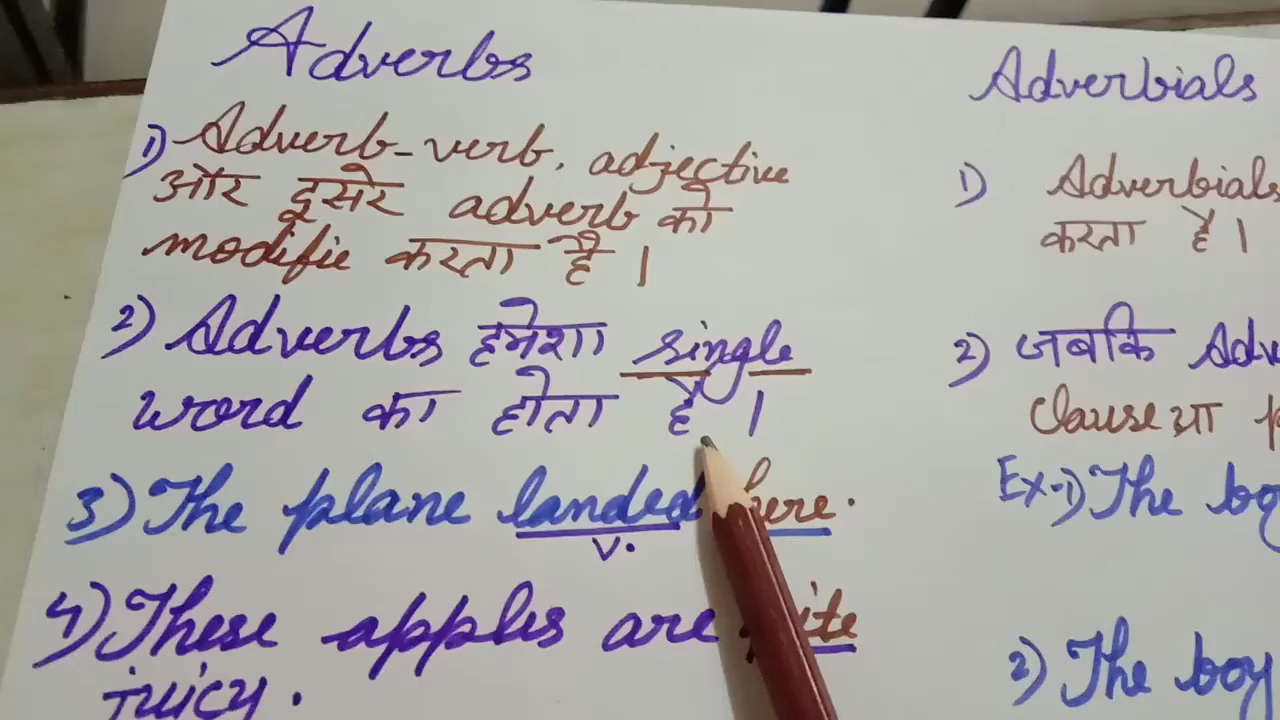 Adverbs
1) Adverb-verb, adjective
और दूसरे adverb को
modifie करता है।
2) Adverbs हमेशा single
word का होता है।
3) The plane landed here.
v.
4) These apples are
juicy.
Adverbials
1) Adverbials
करता है।
2) जबकि
Clause आ
Ex-1) The
2) The boy